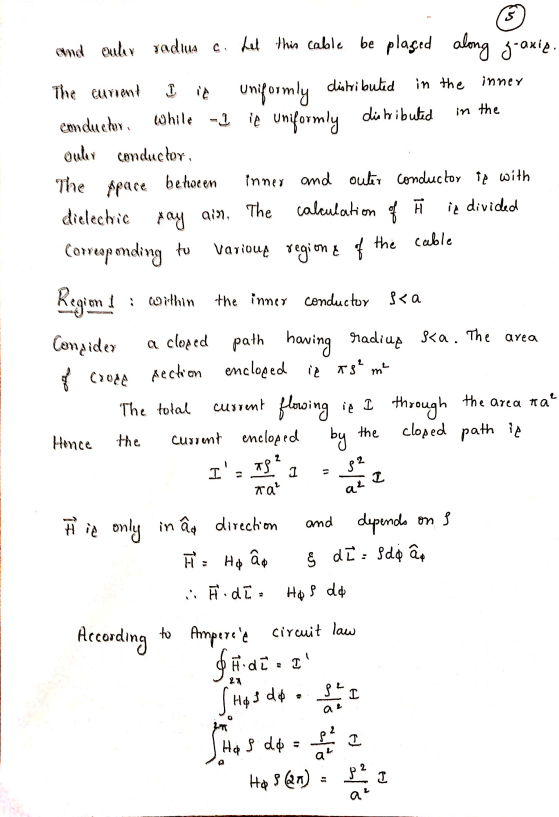 5
and outer radius c. Let this cable be placed along z-axis.
The current I is uniformly distributed in the inner
conductor. While -I is uniformly distributed in the
outer conductor.
The space between inner and outer conductor is with
dielectric say air. The calculation of H⃗ is divided
corresponding to various regions of the cable
Region 1 : within the inner conductor ρ<a
Consider a closed path having radius ρ<a. The area
of cross section enclosed is πρ² m²
The total current flowing is I through the area πa²
Hence the current enclosed by the closed path is
I' = πρ²/πa² I = ρ²/a² I
H⃗ is only in âφ direction and depends on ρ
H⃗ = Hφ âφ & dL⃗ = ρdφ âφ
∴ H⃗·dL⃗ = Hφ ρ dφ
According to Ampere's circuit law
∮ H⃗·dL⃗ = I'
∫₀^2π Hφ ρ dφ = ρ²/a² I
∫₀^2π Hφ ρ dφ = ρ²/a² I
Hφ ρ (2π) = ρ²/a² I